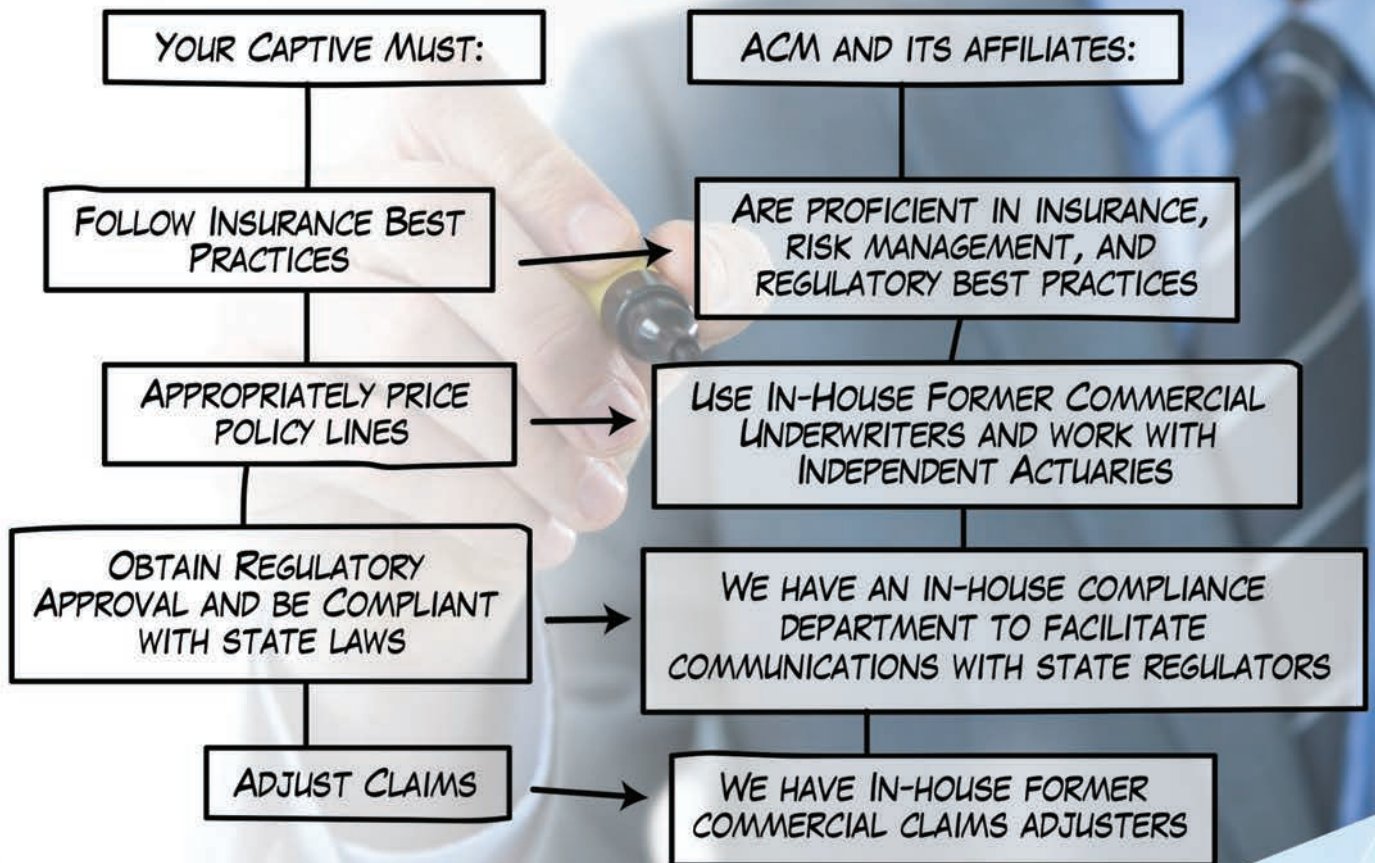 YOUR CAPTIVE MUST:
ACM AND ITS AFFILIATES:
FOLLOW INSURANCE BEST
PRACTICES
ARE PROFICIENT IN INSURANCE,
RISK MANAGEMENT, AND
REGULATORY BEST PRACTICES
APPROPRIATELY PRICE
POLICY LINES
USE IN-HOUSE FORMER COMMERCIAL
UNDERWRITERS AND WORK WITH
INDEPENDENT ACTUARIES
OBTAIN REGULATORY
APPROVAL AND BE COMPLIANT
WITH STATE LAWS
WE HAVE AN IN-HOUSE COMPLIANCE
DEPARTMENT TO FACILITATE
COMMUNICATIONS WITH STATE REGULATORS
ADJUST CLAIMS
WE HAVE IN-HOUSE FORMER
COMMERCIAL CLAIMS ADJUSTERS